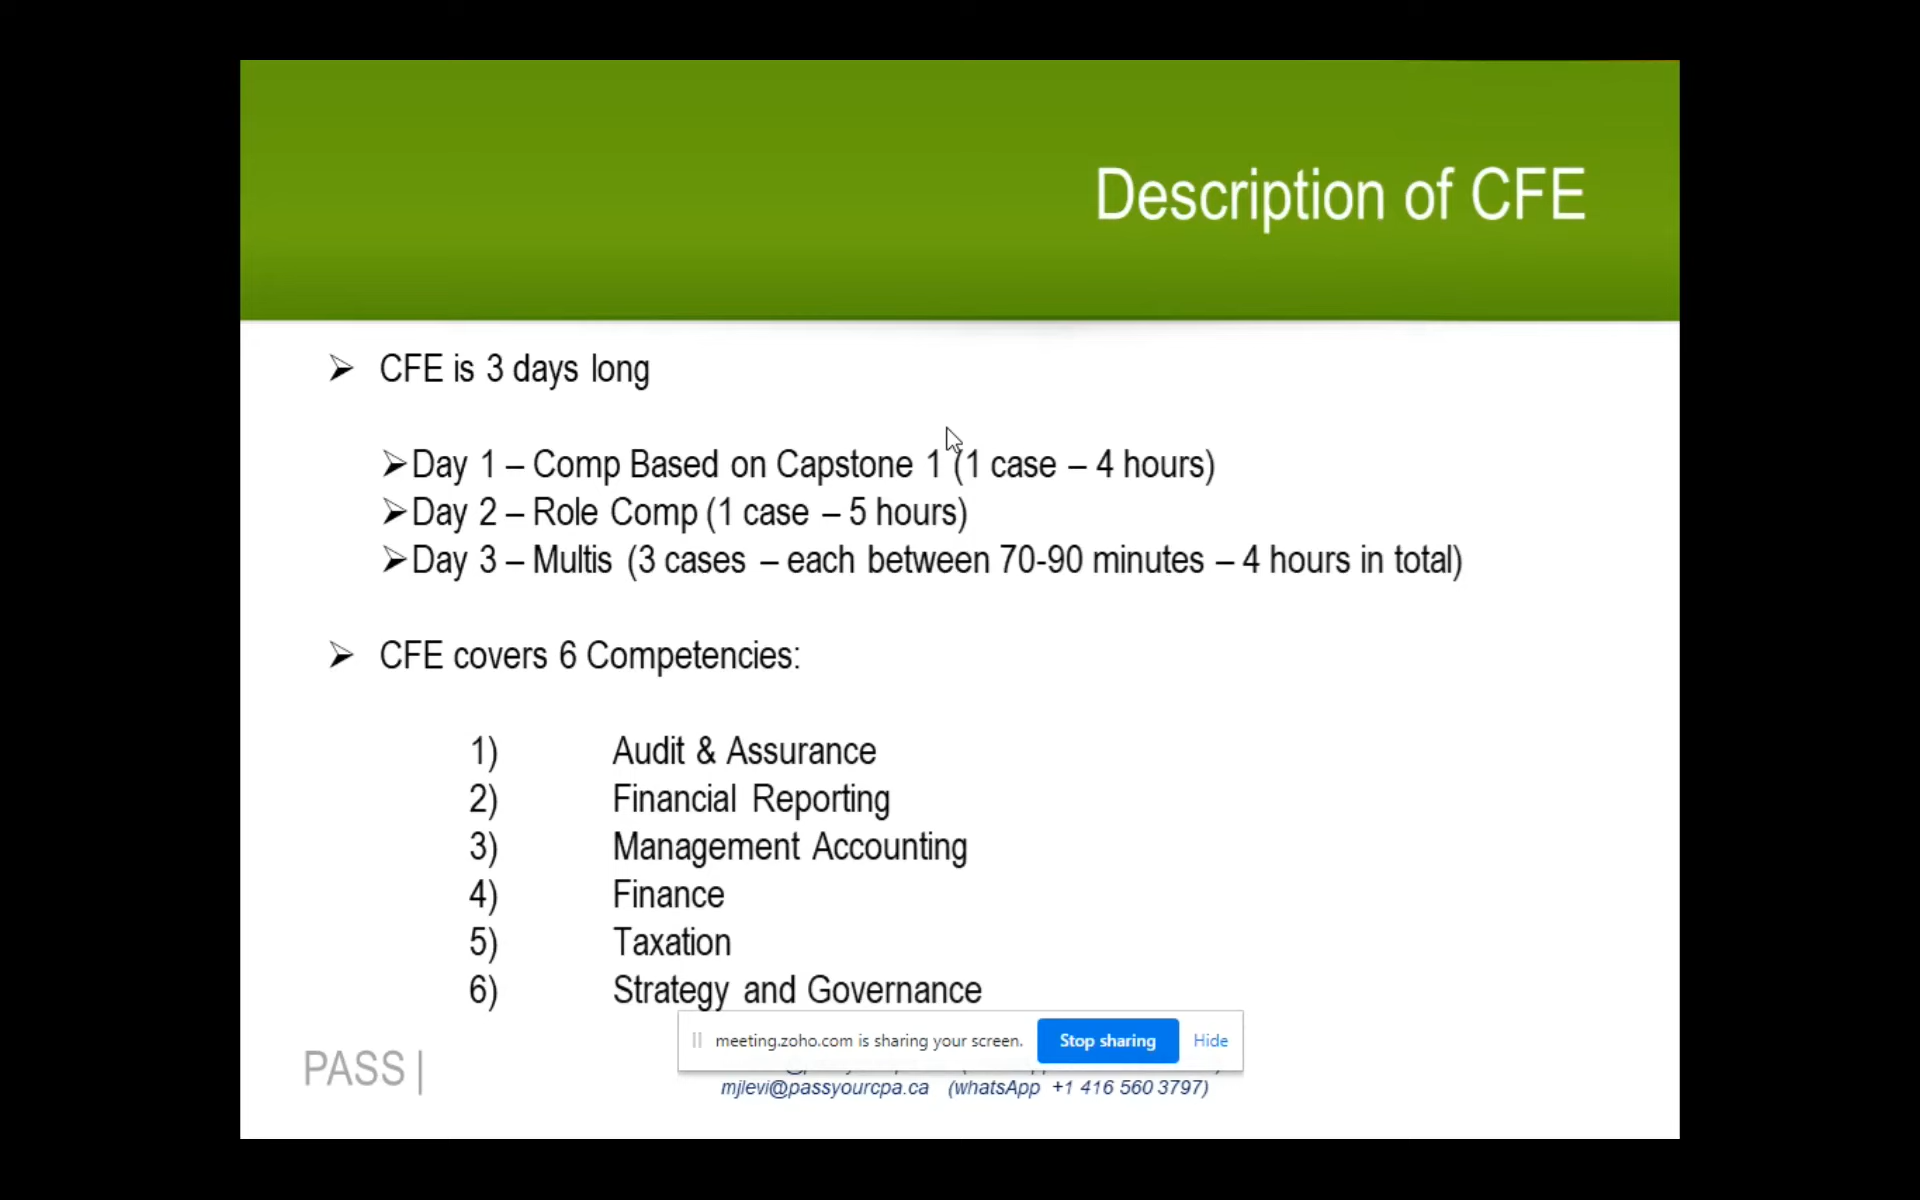 Description of CFE
➢ CFE is 3 days long
➢Day 1 – Comp Based on Capstone 1 (1 case – 4 hours)
➢Day 2 – Role Comp (1 case – 5 hours)
➢Day 3 – Multis (3 cases – each between 70-90 minutes – 4 hours in total)
➢ CFE covers 6 Competencies:
1) Audit & Assurance
2) Financial Reporting
3) Management Accounting
4) Finance
5) Taxation
6) Strategy and Governance
meeting.zoho.com is sharing your screen. Stop sharing Hide
PASS|
mjlevi@passyourcpa.ca (whatsApp +1 416 560 3797)